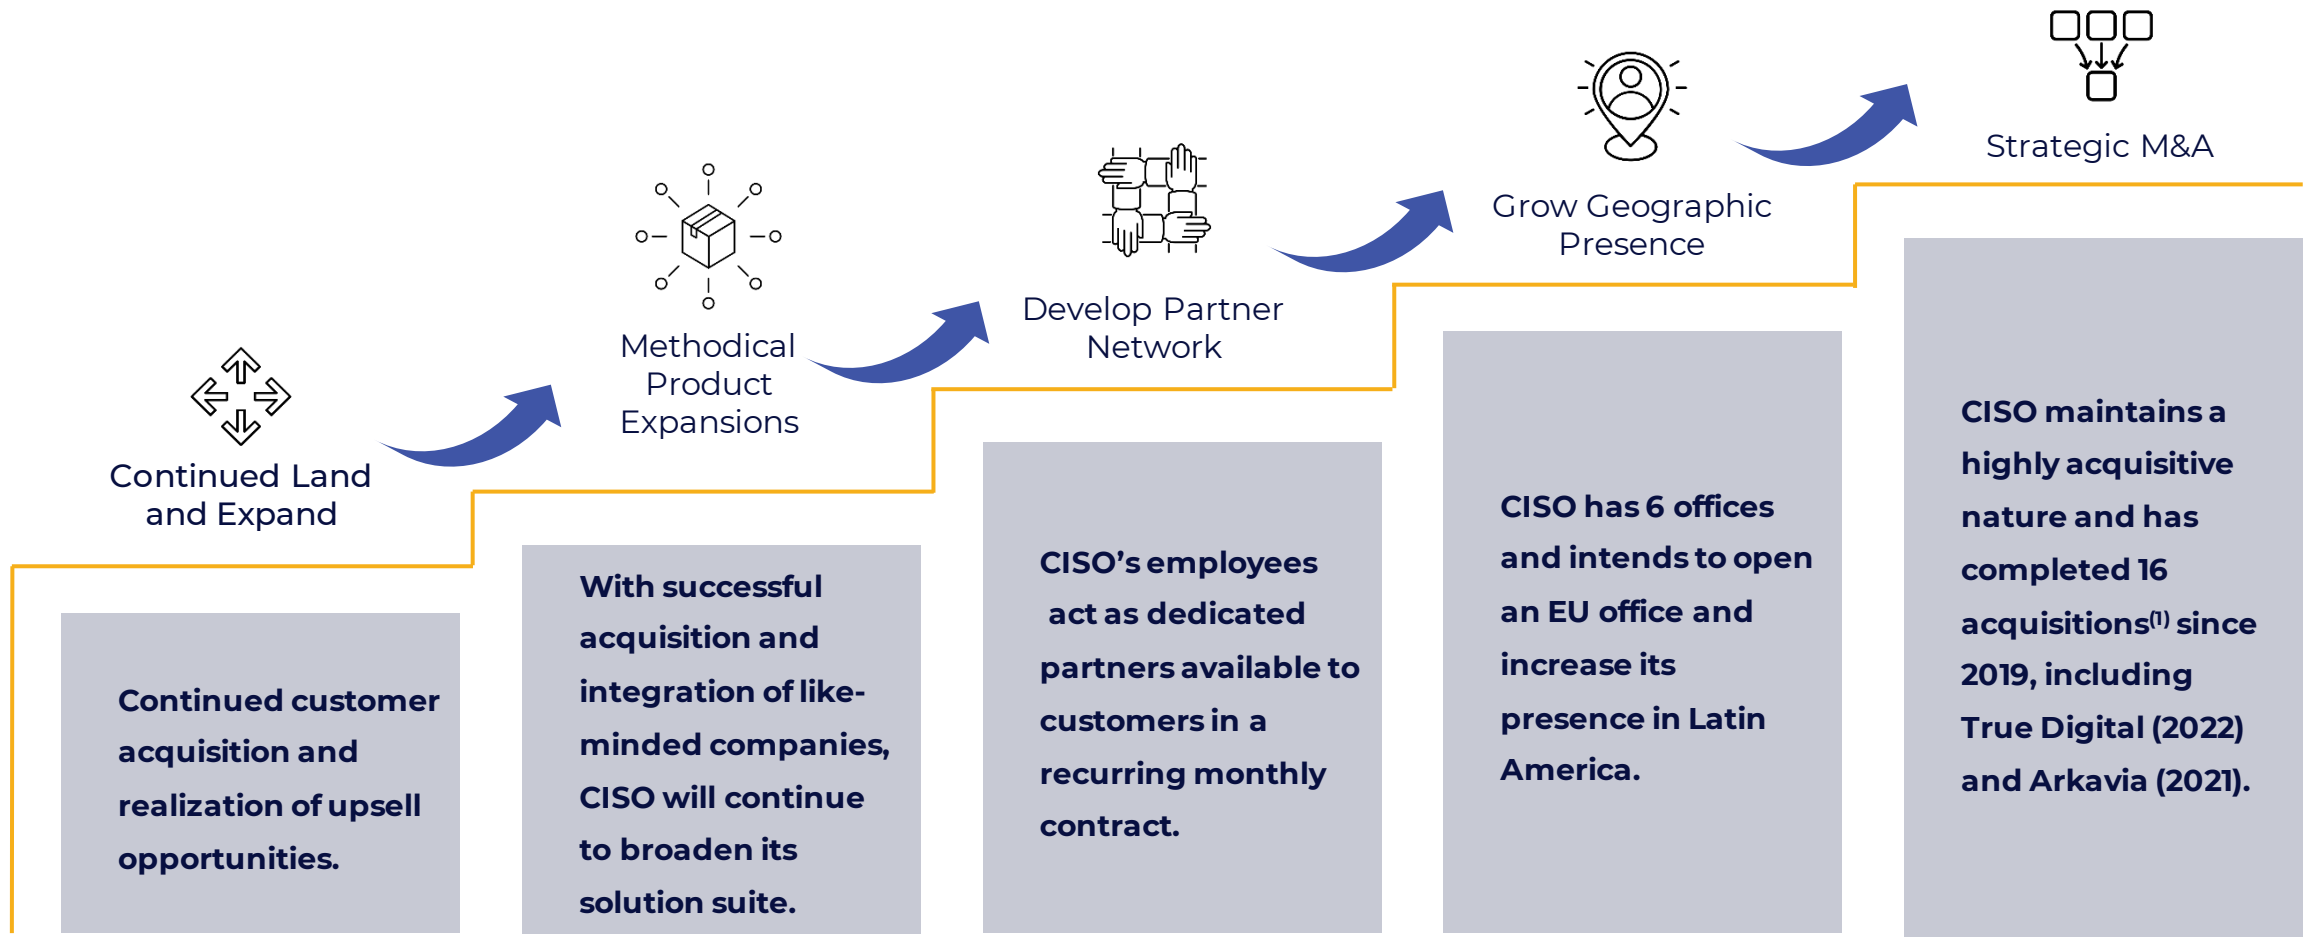 Continued Land
and Expand
Continued customer
acquisition and
realization of upsell
opportunities.
Methodical
Product
Expansions
With successful
acquisition and
integration of like-
minded companies,
CISO will continue
to broaden its
solution suite.
Develop Partner
Network
CISO’s employees
act as dedicated
partners available to
customers in a
recurring monthly
contract.
Grow Geographic
Presence
CISO has 6 offices
and intends to open
an EU office and
increase its
presence in Latin
America.
Strategic M&A
CISO maintains a
highly acquisitive
nature and has
completed 16
acquisitions(1) since
2019, including
True Digital (2022)
and Arkavia (2021).